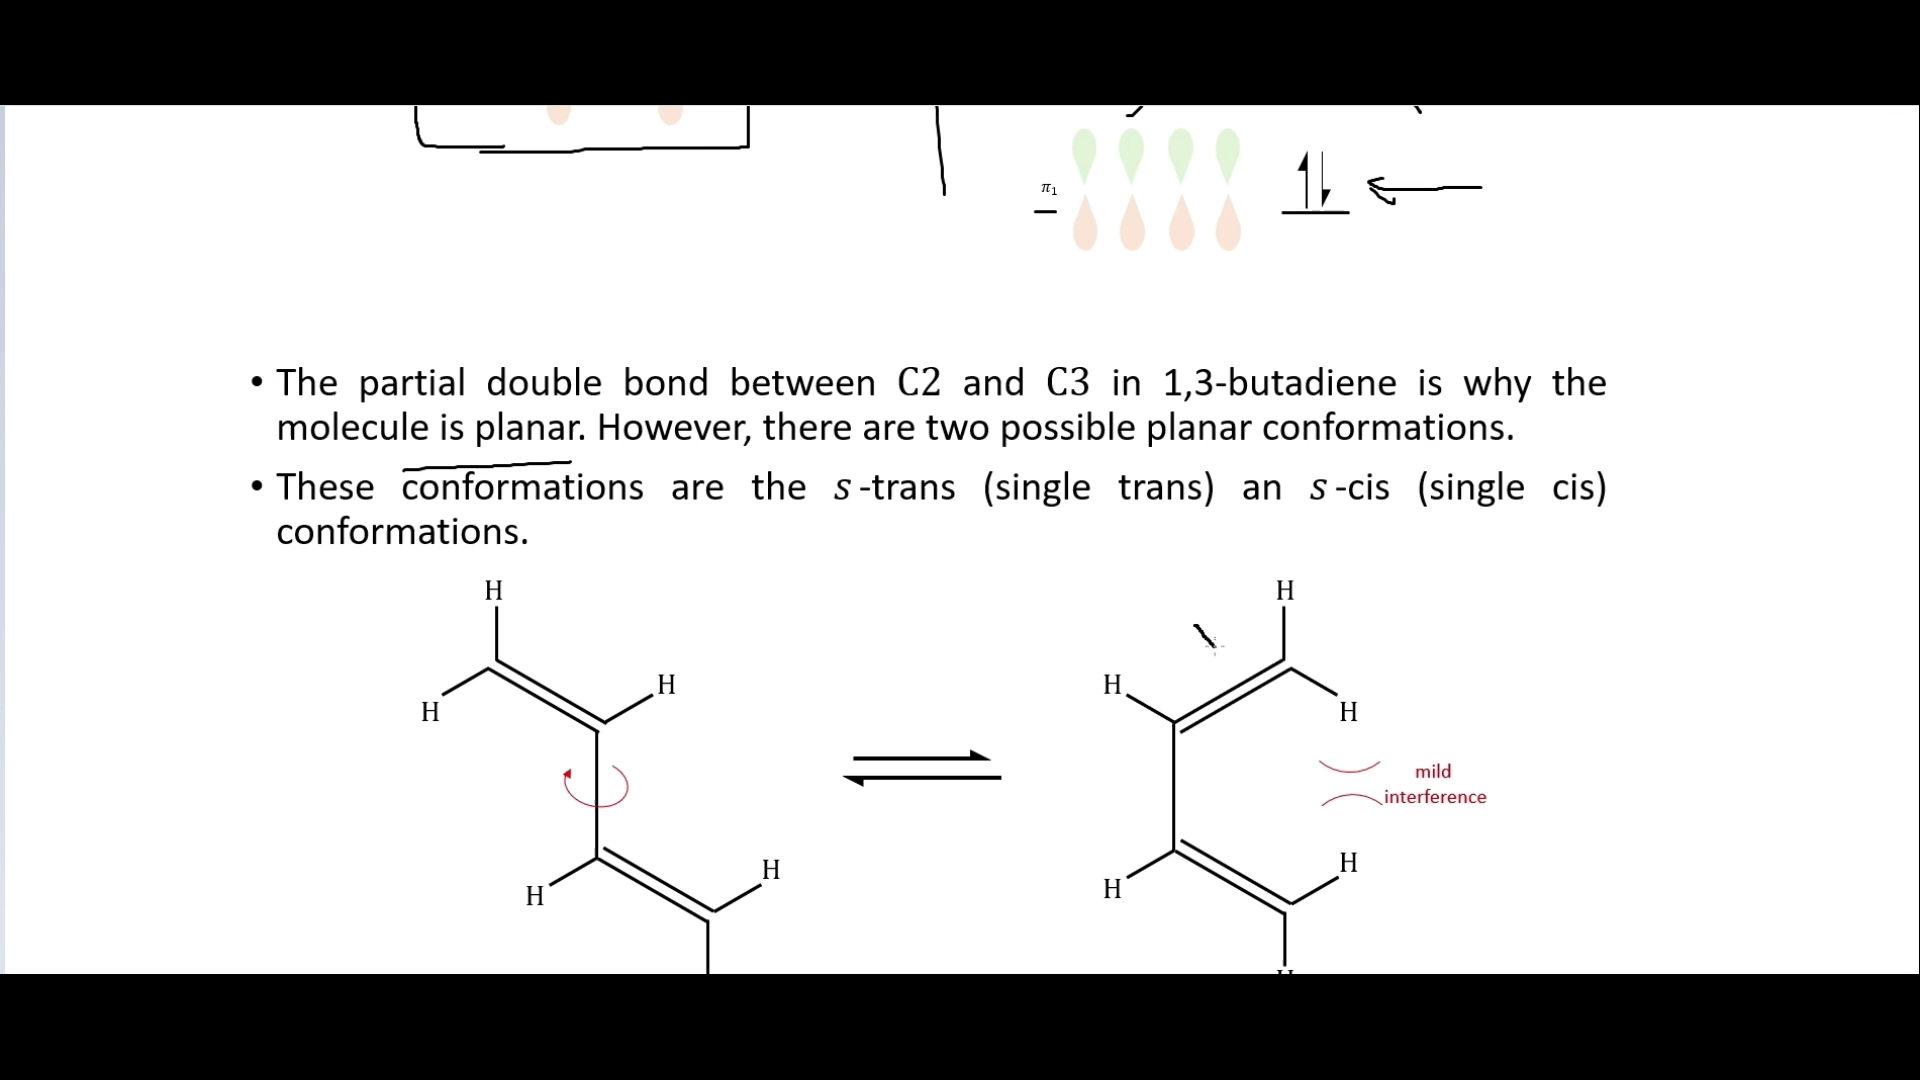 π₁
• The partial double bond between C2 and C3 in 1,3-butadiene is why the
molecule is planar. However, there are two possible planar conformations.
• These conformations are the s-trans (single trans) an s-cis (single cis)
conformations.
H
H
H
H
H
H
H
H
H
mild
interference
H
H